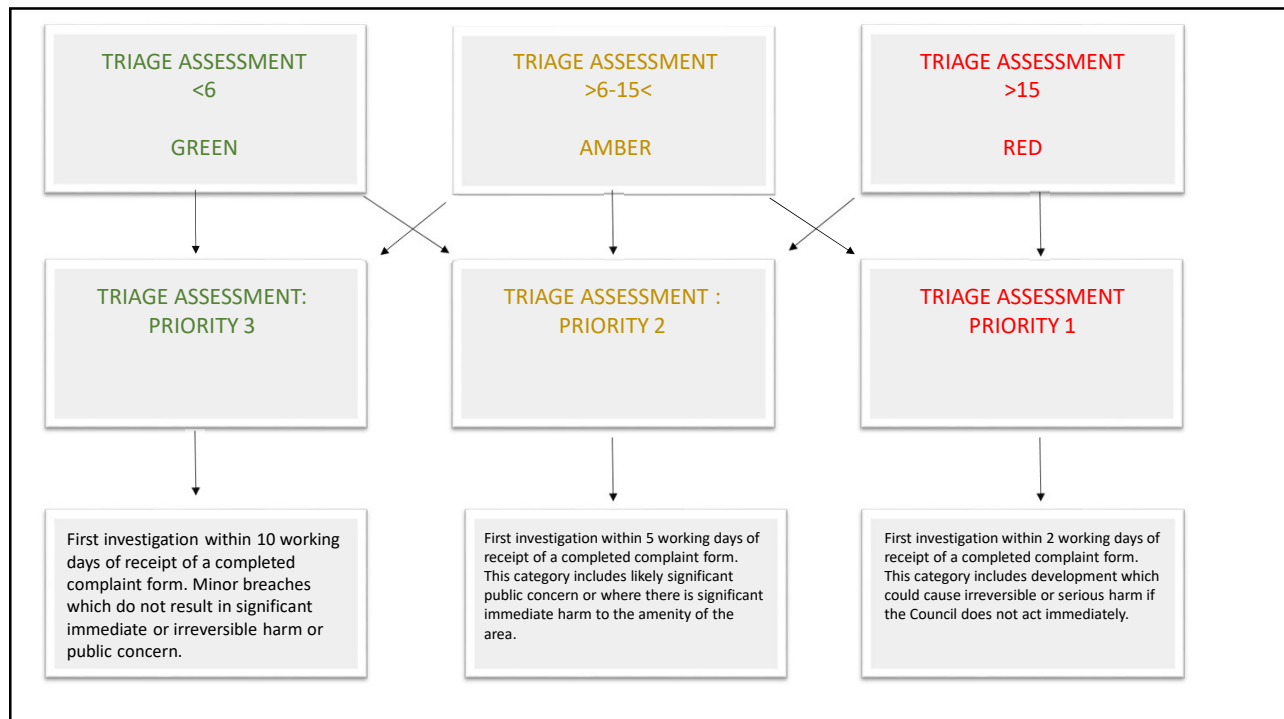 TRIAGE ASSESSMENT
<6
GREEN
TRIAGE ASSESSMENT
>6-15<
AMBER
TRIAGE ASSESSMENT
>15
RED
TRIAGE ASSESSMENT:
PRIORITY 3
TRIAGE ASSESSMENT :
PRIORITY 2
TRIAGE ASSESSMENT
PRIORITY 1
First investigation within 10 working
days of receipt of a completed
complaint form. Minor breaches
which do not result in significant
immediate or irreversible harm or
public concern.
First investigation within 5 working days of
receipt of a completed complaint form.
This category includes likely significant
public concern or where there is significant
immediate harm to the amenity of the
area.
First investigation within 2 working days of
receipt of a completed complaint form.
This category includes development which
could cause irreversible or serious harm if
the Council does not act immediately.